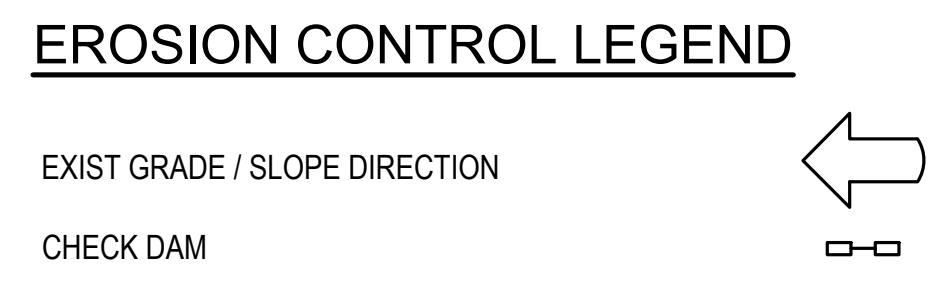 EROSION CONTROL LEGEND
EXIST GRADE / SLOPE DIRECTION
CHECK DAM